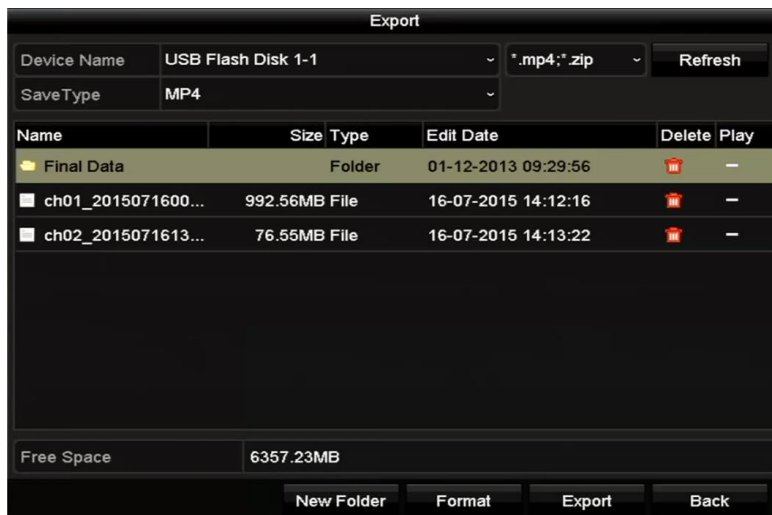 Export
Device Name USB Flash Disk 1-1 *.mp4;*.zip Refresh
SaveType MP4
Name Size Type Edit Date Delete Play
Final Data Folder 01-12-2013 09:29:56 –
ch01_2015071600... 992.56MB File 16-07-2015 14:12:16 –
ch02_2015071613... 76.55MB File 16-07-2015 14:13:22 –
Free Space 6357.23MB
New Folder Format Export Back